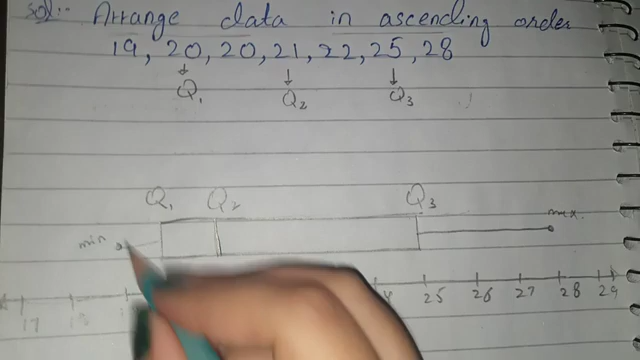 Sol:- Arrange data in ascending order
19, 20, 20, 21, 22, 25, 28
Q1 Q2 Q3
Q1 Q2 Q3
min max
17 25 26 27 28 29